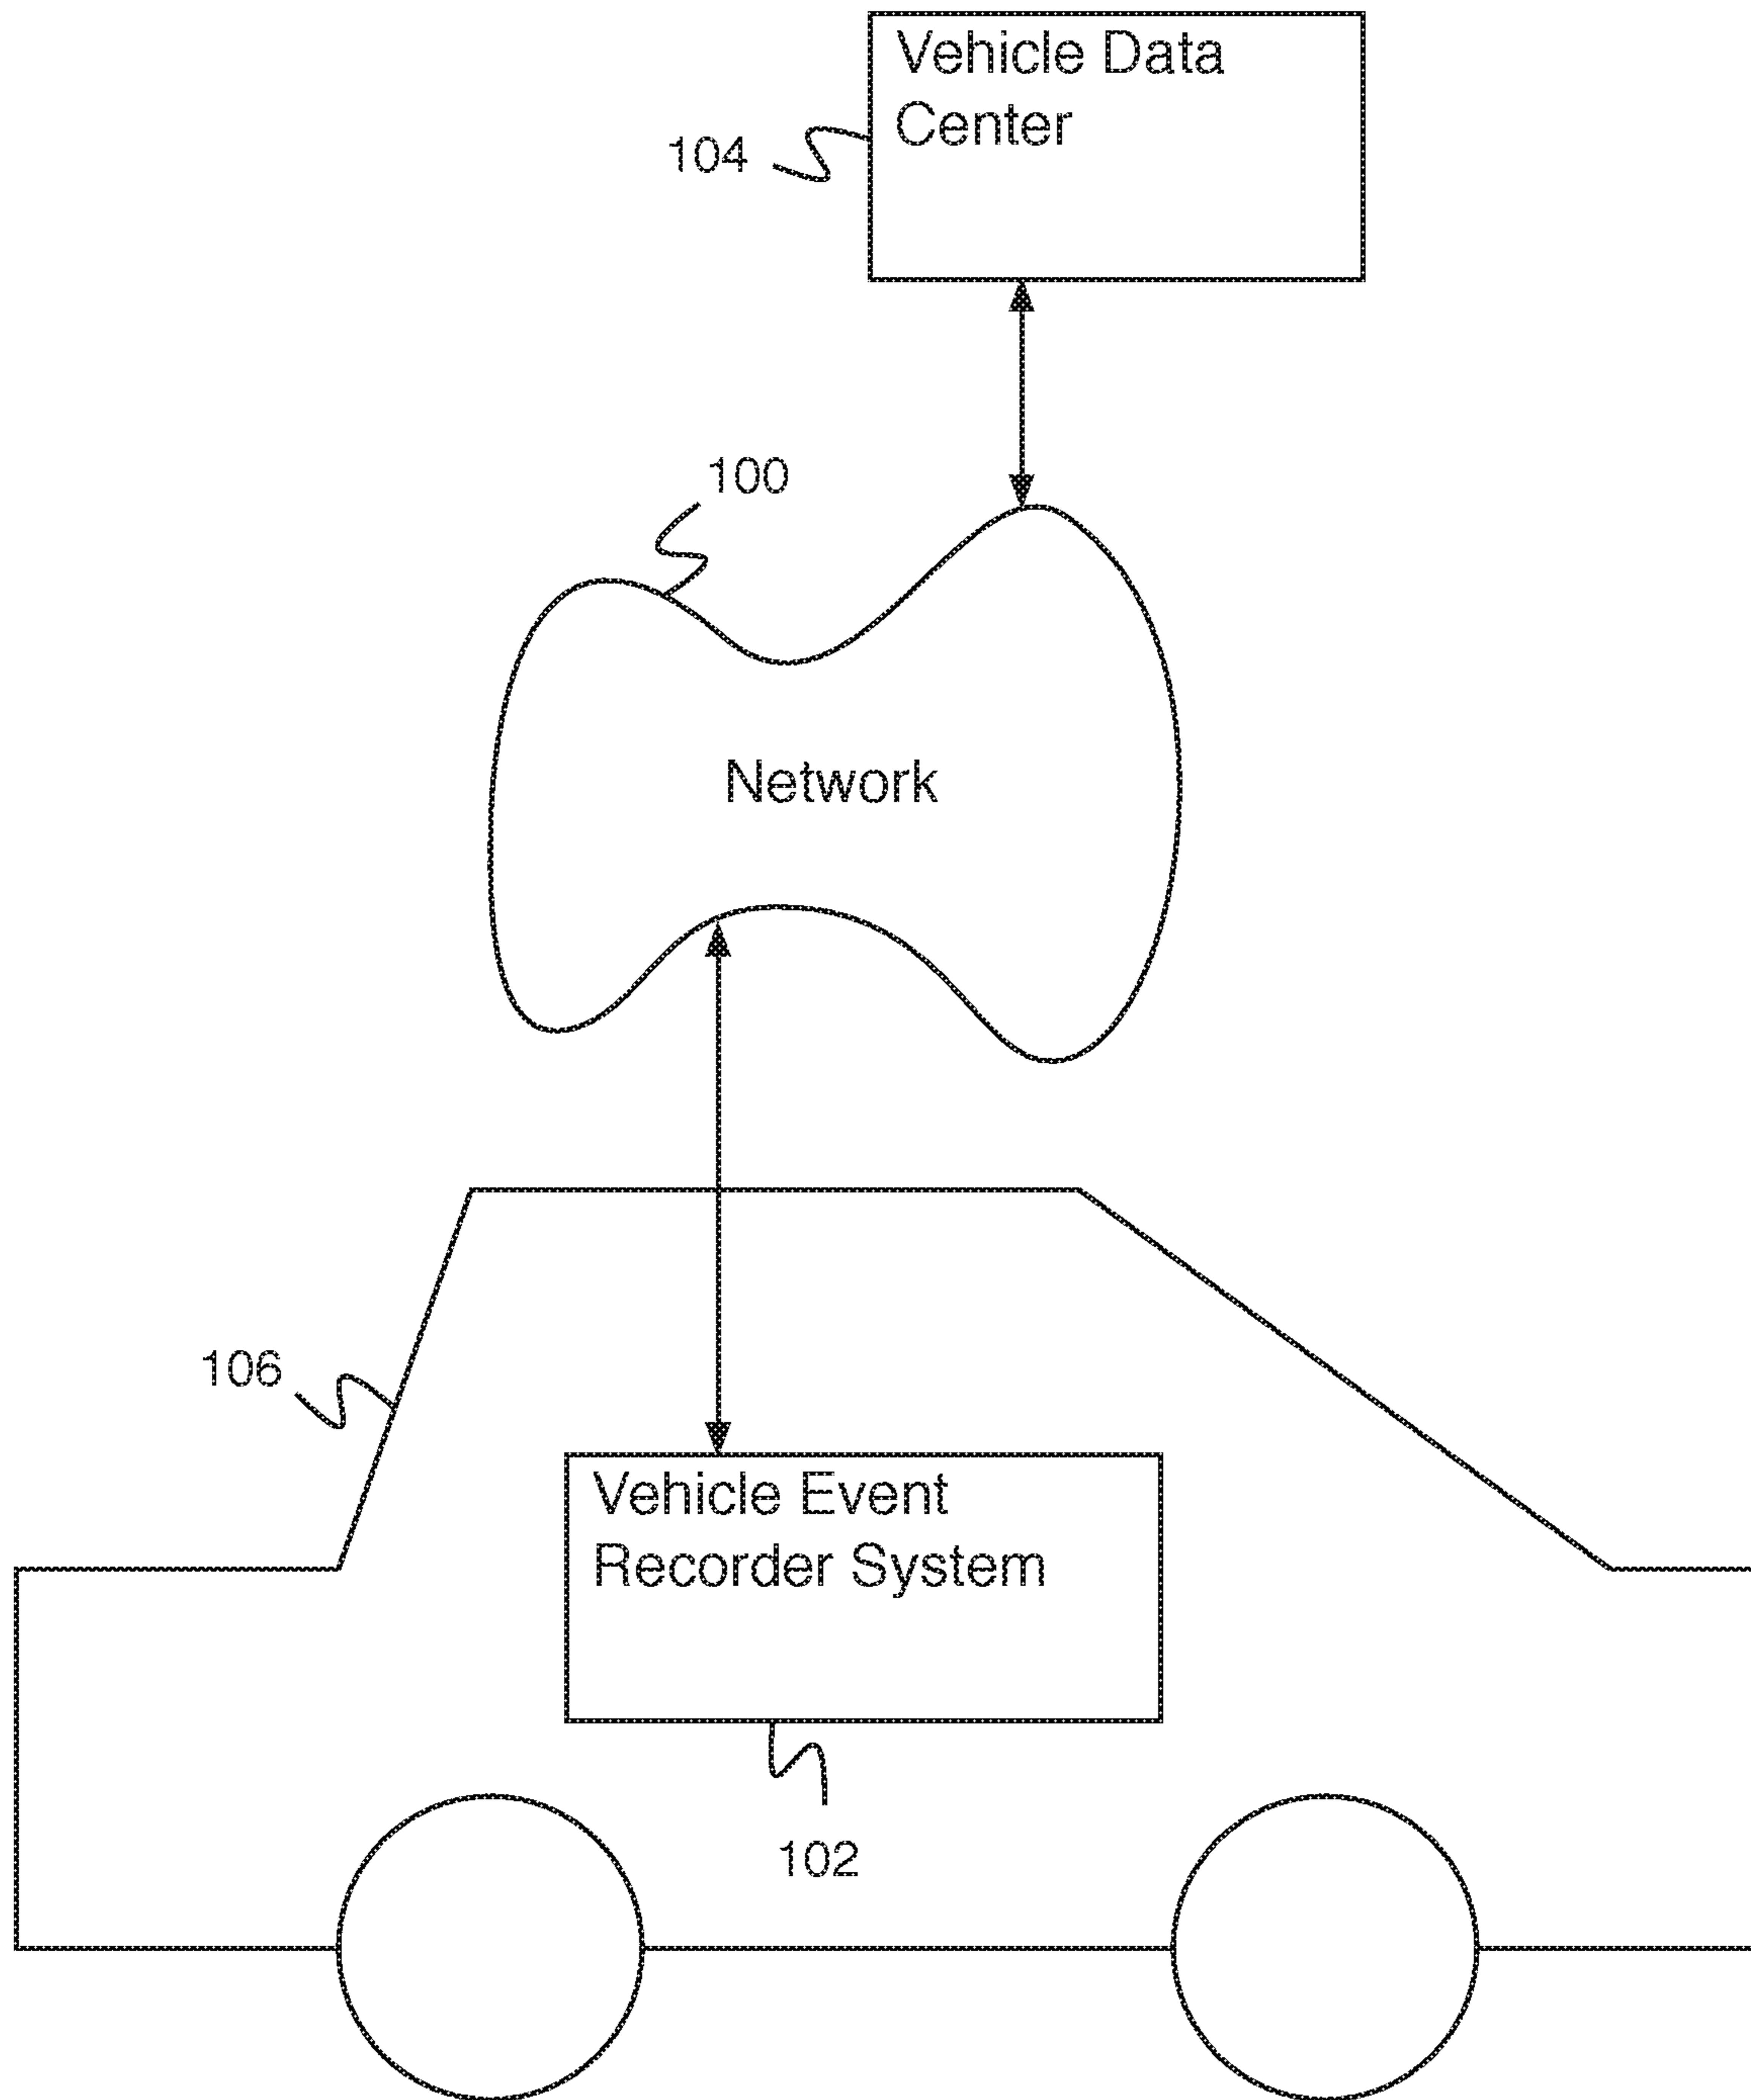 Vehicle Data
Center
104
100
Network
106
Vehicle Event
Recorder System
102